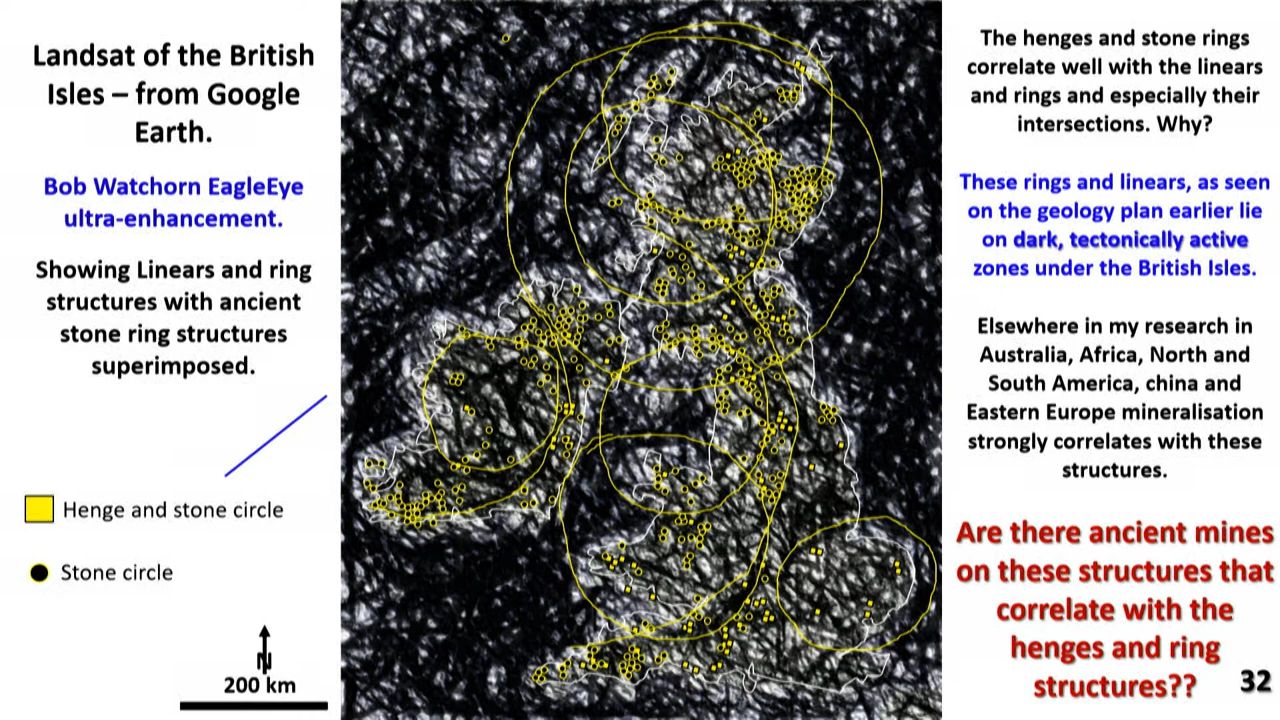 Landsat of the British
Isles – from Google
Earth.
Bob Watchorn EagleEye
ultra-enhancement.
Showing Linears and ring
structures with ancient
stone ring structures
superimposed.
Henge and stone circle
Stone circle
N
200 km
The henges and stone rings
correlate well with the linears
and rings and especially their
intersections. Why?
These rings and linears, as seen
on the geology plan earlier lie
on dark, tectonically active
zones under the British Isles.
Elsewhere in my research in
Australia, Africa, North and
South America, china and
Eastern Europe mineralisation
strongly correlates with these
structures.
Are there ancient mines
on these structures that
correlate with the
henges and ring
structures??
32